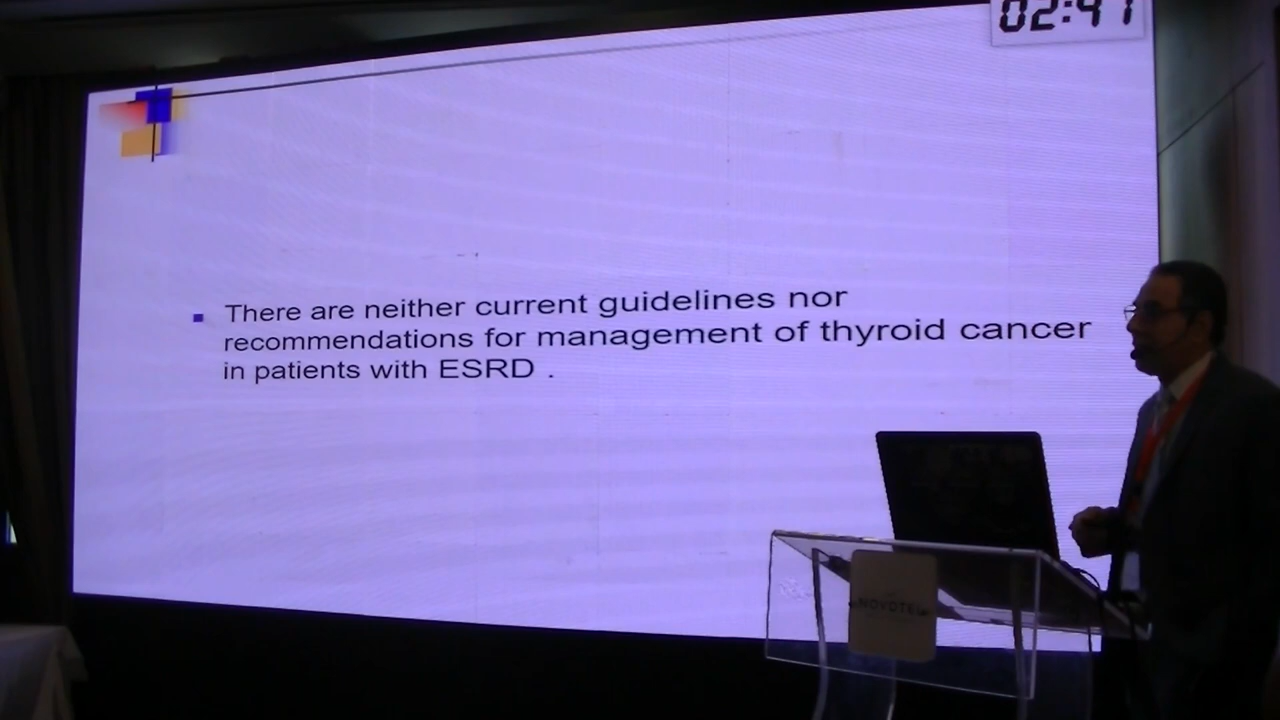 02:47
There are neither current guidelines nor
recommendations for management of thyroid cancer
in patients with ESRD .
NOVOTEL